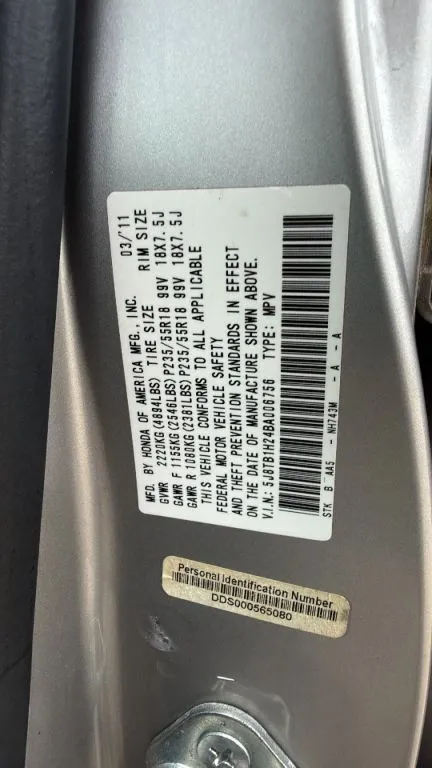 MFD. BY HONDA OF AMERICA MFG., INC. 03/'11
GVWR 2220KG(4894LBS) TIRE SIZE RIM SIZE
GAWR F 1155KG(2546LBS)P235/55R18 99V 18X7.5J
GAWR R 1080KG(2381LBS)P235/55R18 99V 18X7.5J
THIS VEHICLE CONFORMS TO ALL APPLICABLE
FEDERAL MOTOR VEHICLE SAFETY
AND THEFT PREVENTION STANDARDS IN EFFECT
ON THE DATE OF MANUFACTURE SHOWN ABOVE.
V.I.N.: 5J8TB1H24BA006756 TYPE: MPV
STK B AA5 - NH743M - A - A
Personal Identification Number
DDS000565080